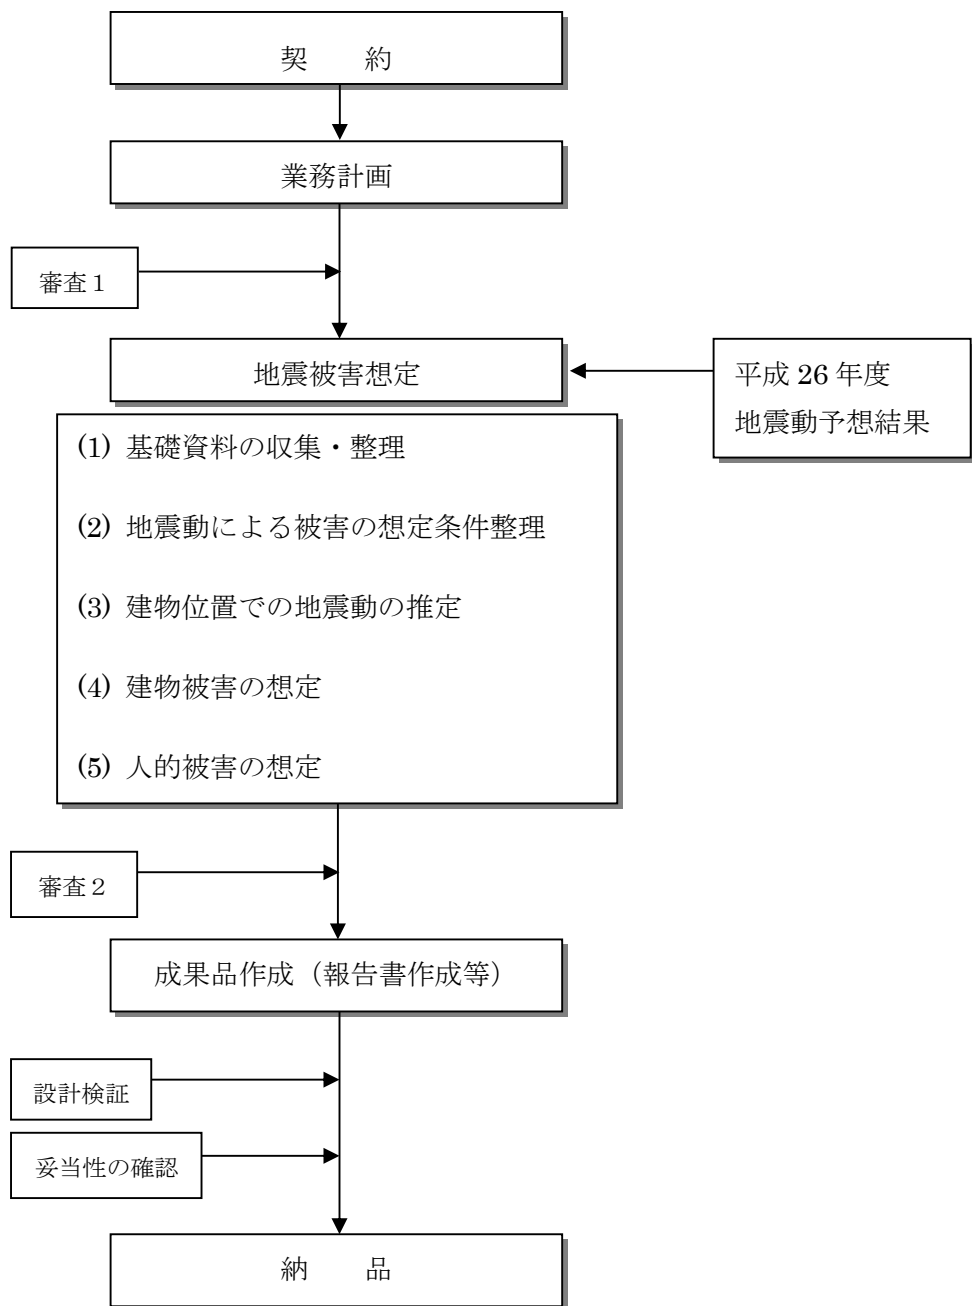 契　　約
業務計画
審査１
地震被害想定
平成 26 年度
地震動予想結果
(1) 基礎資料の収集・整理
(2) 地震動による被害の想定条件整理
(3) 建物位置での地震動の推定
(4) 建物被害の想定
(5) 人的被害の想定
審査２
成果品作成（報告書作成等）
設計検証
妥当性の確認
納　　品